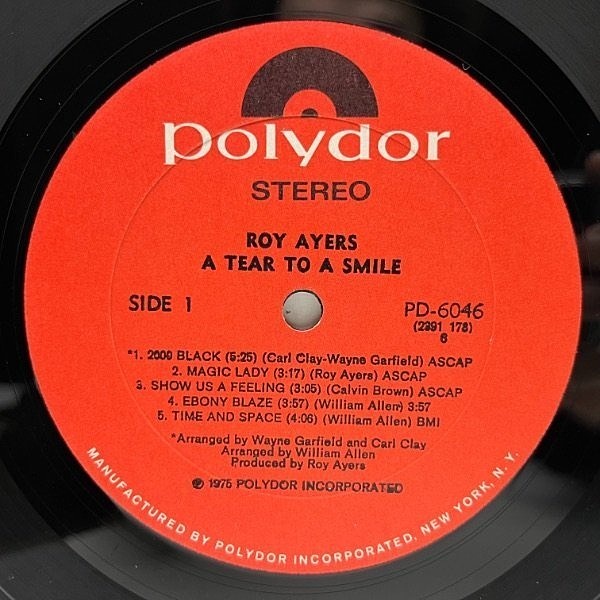 polydor
STEREO
ROY AYERS
A TEAR TO A SMILE
SIDE 1
PD-6046
(2391 178)
6
*1. 2000 BLACK (5:25) (Carl Clay-Wayne Garfield) ASCAP
2. MAGIC LADY (3:17) (Roy Ayers) ASCAP
3. SHOW US A FEELING (3:05) (Calvin Brown) ASCAP
4. EBONY BLAZE (3:57) (William Allen) 3:57
5. TIME AND SPACE (4:06) (William Allen) BMI
*Arranged by Wayne Garfield and Carl Clay
Arranged by William Allen
Produced by Roy Ayers
℗ 1975 POLYDOR INCORPORATED
MANUFACTURED BY POLYDOR INCORPORATED, NEW YORK, N. Y.